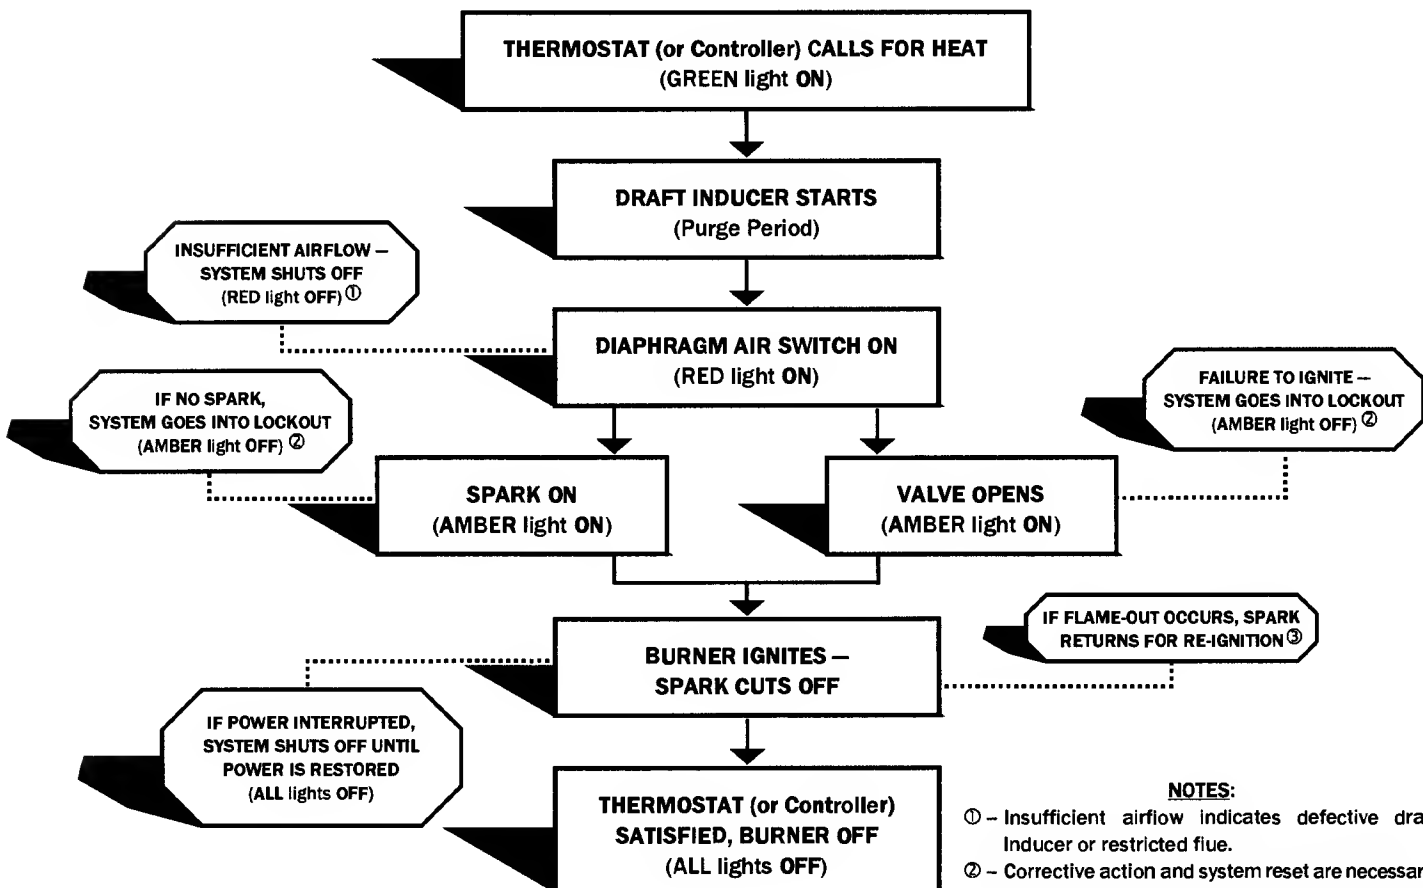 THERMOSTAT (or Controller) CALLS FOR HEAT
(GREEN light ON)
DRAFT INDUCER STARTS
(Purge Period)
INSUFFICIENT AIRFLOW —
SYSTEM SHUTS OFF
(RED light OFF) ①
DIAPHRAGM AIR SWITCH ON
(RED light ON)
IF NO SPARK,
SYSTEM GOES INTO LOCKOUT
(AMBER light OFF) ②
FAILURE TO IGNITE —
SYSTEM GOES INTO LOCKOUT
(AMBER light OFF) ②
SPARK ON
(AMBER light ON)
VALVE OPENS
(AMBER light ON)
IF FLAME-OUT OCCURS, SPARK
RETURNS FOR RE-IGNITION ③
BURNER IGNITES —
SPARK CUTS OFF
IF POWER INTERRUPTED,
SYSTEM SHUTS OFF UNTIL
POWER IS RESTORED
(ALL lights OFF)
THERMOSTAT (or Controller)
SATISFIED, BURNER OFF
(ALL lights OFF)
NOTES:
① – Insufficient airflow indicates defective dra
Inducer or restricted flue.
② – Corrective action and system reset are necessar